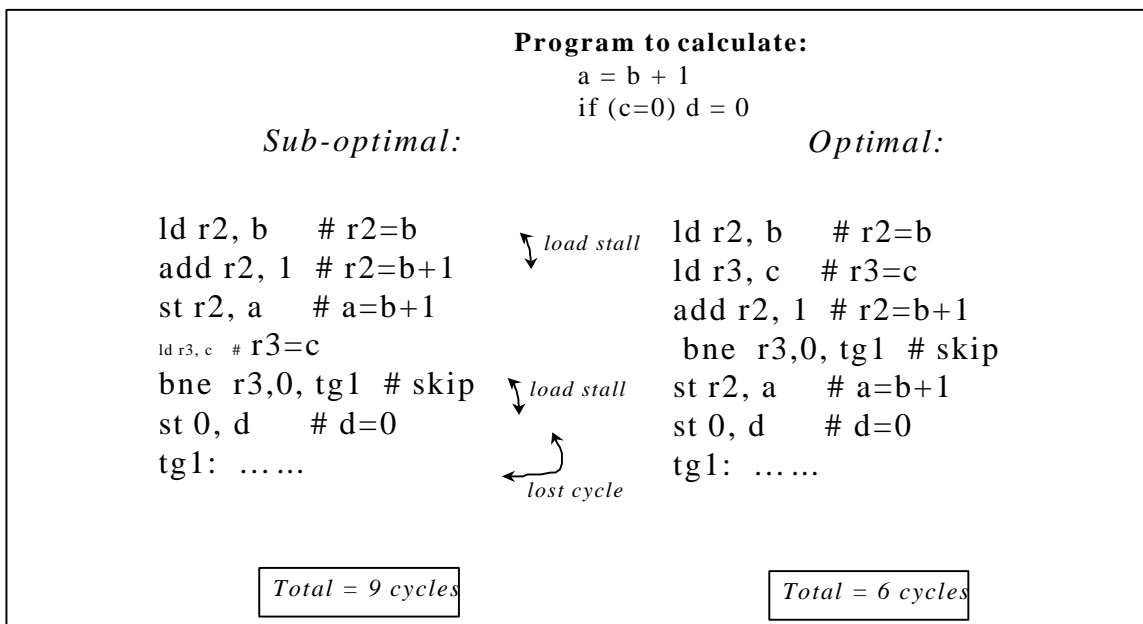 Program to calculate:
a = b + 1
if (c=0) d = 0
Sub-optimal:
ld r2, b # r2=b
add r2, 1 # r2=b+1
st r2, a # a=b+1
ld r3, c # r3=c
bne r3,0, tg1 # skip
st 0, d # d=0
tg1: ... ...
load stall
load stall
lost cycle
Total = 9 cycles
Optimal:
ld r2, b # r2=b
ld r3, c # r3=c
add r2, 1 # r2=b+1
bne r3,0, tg1 # skip
st r2, a # a=b+1
st 0, d # d=0
tg1: ... ...
Total = 6 cycles